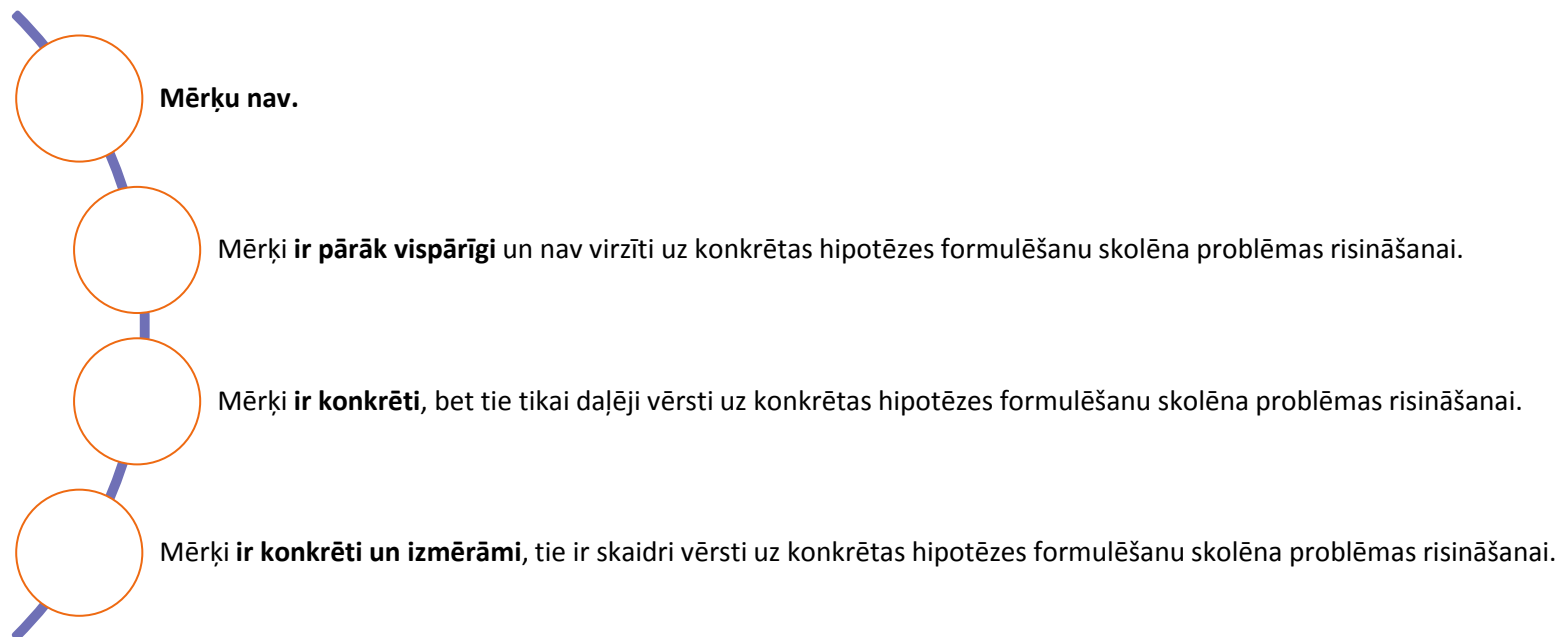 Mērķu nav.
Mērķi ir pārāk vispārīgi un nav virzīti uz konkrētas hipotēzes formulēšanu skolēna problēmas risināšanai.
Mērķi ir konkrēti, bet tie tikai daļēji vērsti uz konkrētas hipotēzes formulēšanu skolēna problēmas risināšanai.
Mērķi ir konkrēti un izmērāmi, tie ir skaidri vērsti uz konkrētas hipotēzes formulēšanu skolēna problēmas risināšanai.